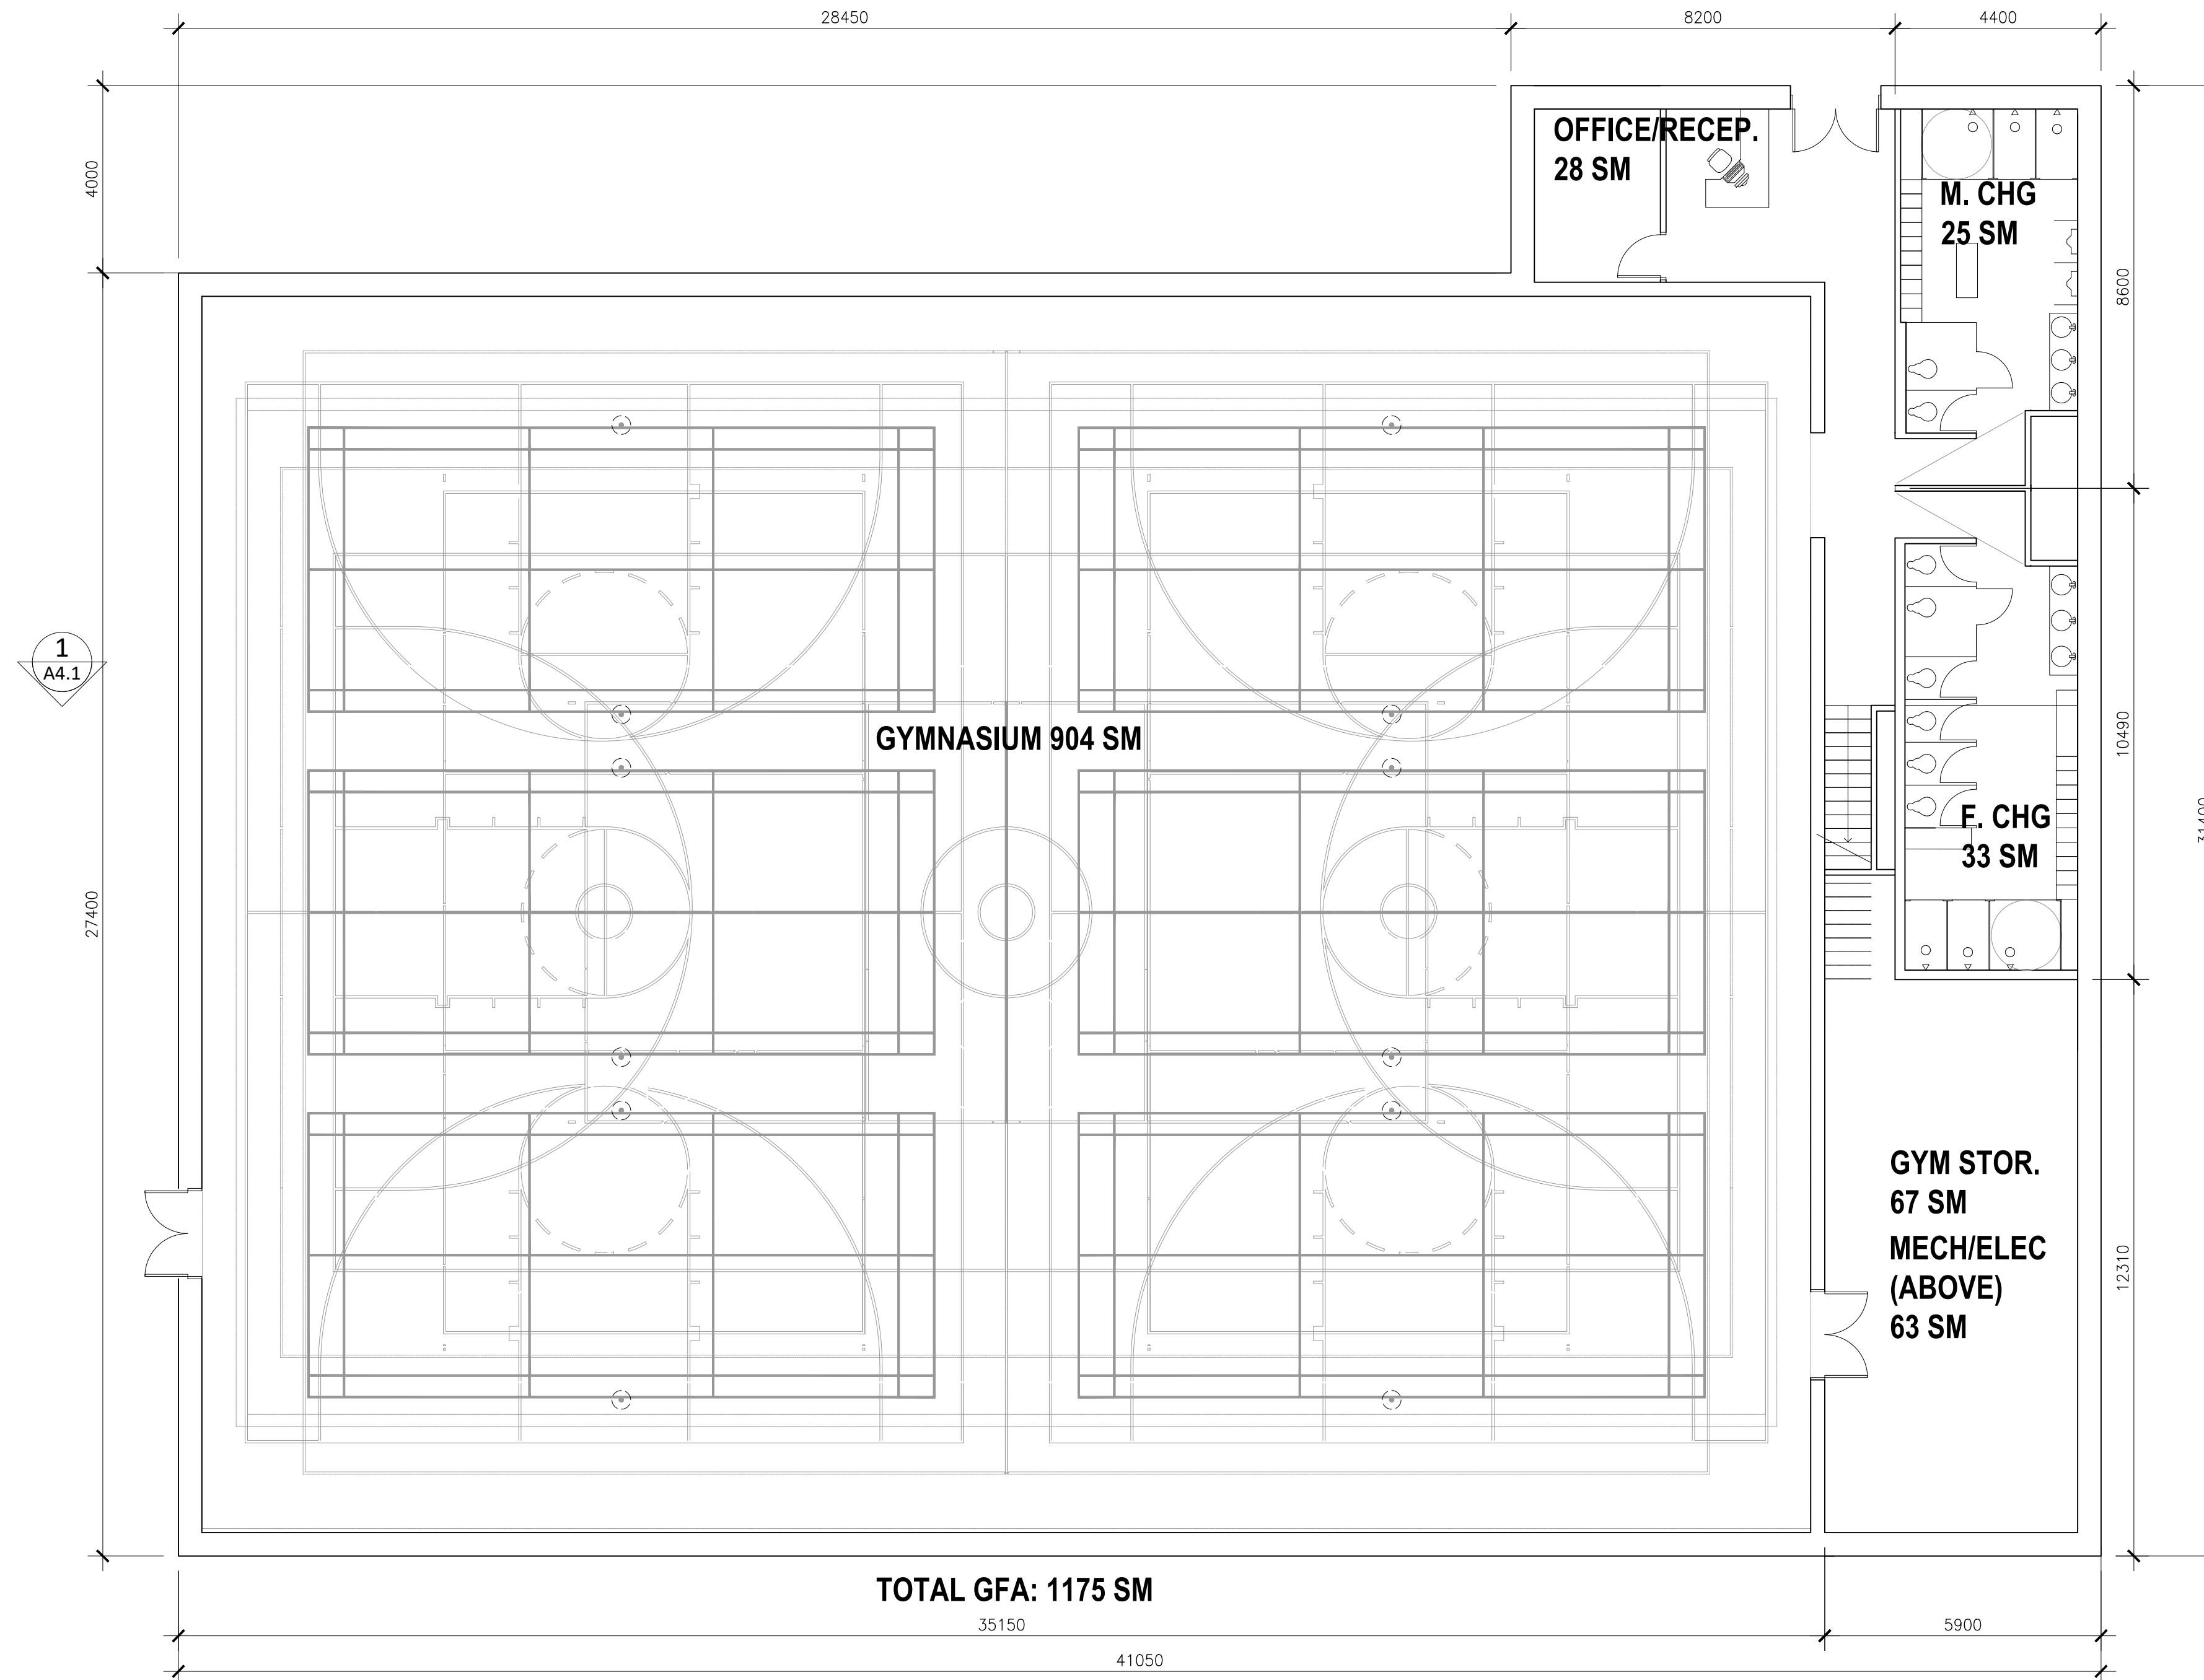 28450
8200
4400
4000
OFFICE/RECEP.
28 SM
M. CHG
25 SM
8600
1
A4.1
GYMNASIUM 904 SM
10490
31400
F. CHG
33 SM
27400
GYM STOR.
67 SM
MECH/ELEC
(ABOVE)
63 SM
12310
TOTAL GFA: 1175 SM
35150
5900
41050